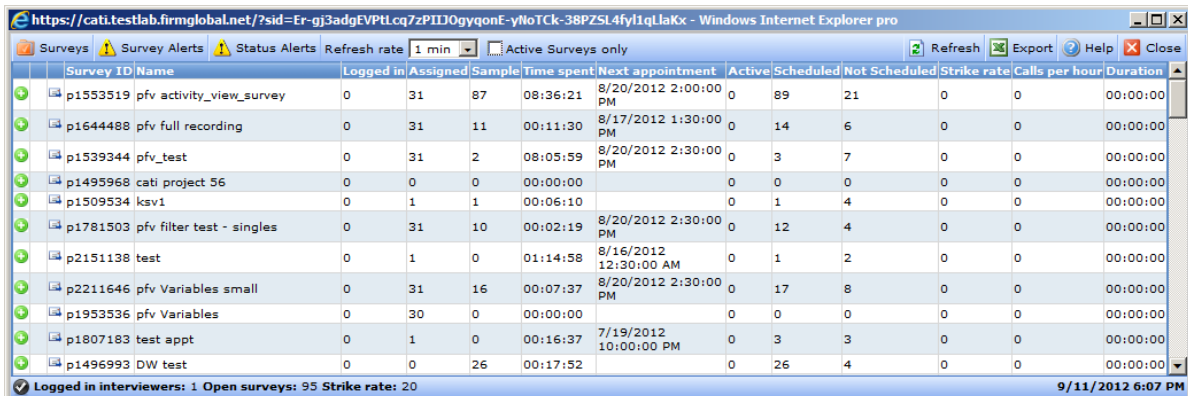 https://cati.testlab.firmglobal.net/?sid=Er-gj3adgEVPtLcq7zPIIJOgyqonE-yNoTCk-38PZSL4fyl1qLlaKx - Windows Internet Explorer pro
Surveys Survey Alerts Status Alerts Refresh rate 1 min Active Surveys only Refresh Export Help Close
Survey ID Name Logged in Assigned Sample Time spent Next appointment Active Scheduled Not Scheduled Strike rate Calls per hour Duration
p1553519 pfv activity_view_survey 0 31 87 08:36:21 8/20/2012 2:00:00 PM 0 89 21 0 0 00:00:00
p1644488 pfv full recording 0 31 11 00:11:30 8/17/2012 1:30:00 PM 0 14 6 0 0 00:00:00
p1539344 pfv_test 0 31 2 08:05:59 8/20/2012 2:30:00 PM 0 3 7 0 0 00:00:00
p1495968 cati project 56 0 0 0 00:00:00 0 0 0 0 0 00:00:00
p1509534 ksv1 0 1 1 00:06:10 0 1 4 0 0 00:00:00
p1781503 pfv filter test - singles 0 31 10 00:02:19 8/20/2012 2:30:00 PM 0 12 4 0 0 00:00:00
p2151138 test 0 1 0 01:14:58 8/16/2012 12:30:00 AM 0 1 2 0 0 00:00:00
p2211646 pfv Variables small 0 31 16 00:07:37 8/20/2012 2:30:00 PM 0 17 8 0 0 00:00:00
p1953536 pfv Variables 0 30 0 00:00:00 0 0 0 0 0 00:00:00
p1807183 test appt 0 1 0 00:16:37 7/19/2012 10:00:00 PM 0 3 3 0 0 00:00:00
p1496993 DW test 0 0 26 00:17:52 0 26 4 0 0 00:00:00
Logged in interviewers: 1 Open surveys: 95 Strike rate: 20 9/11/2012 6:07 PM